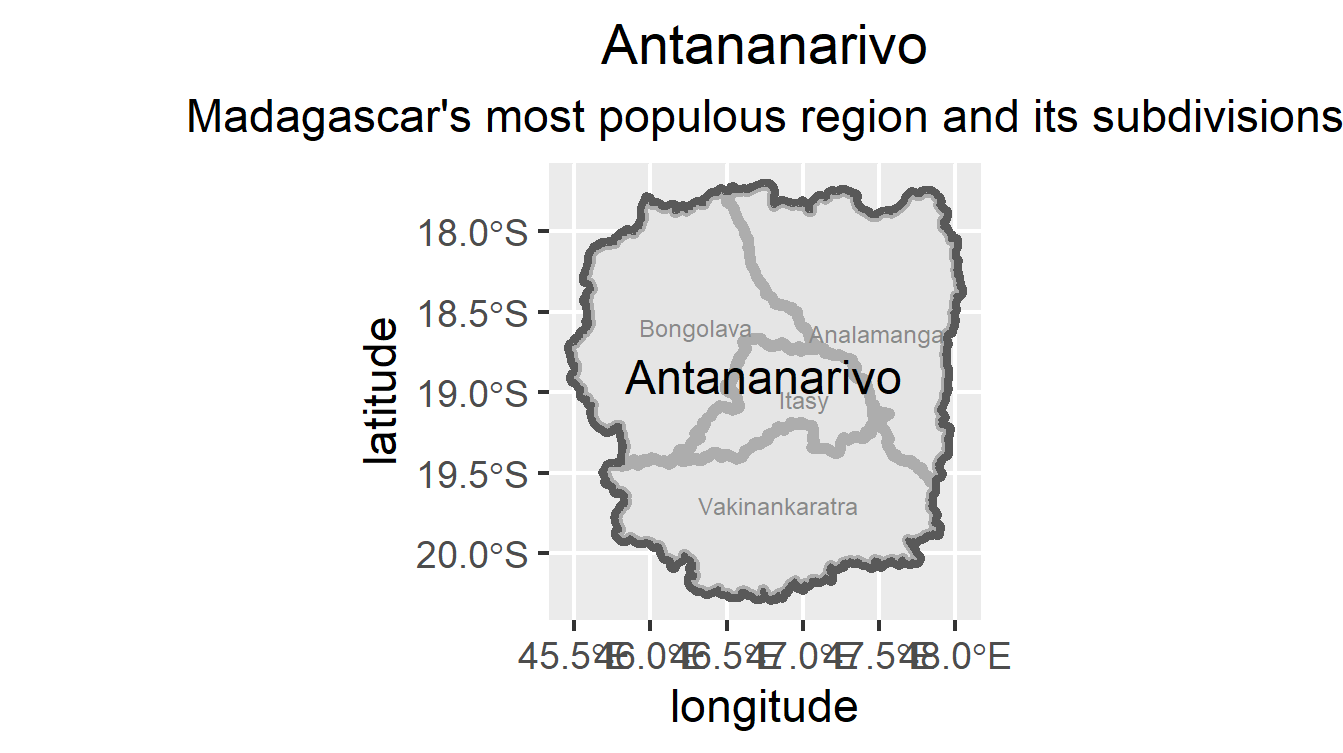 Antananarivo
Madagascar's most populous region and its subdivisions
18.0°S
18.5°S
Bongolava
Analamanga
Antananarivo
19.0°S
Itasy
19.5°S
Vakinankaratra
20.0°S
latitude
45.5°E 46.0°E 46.5°E 47.0°E 47.5°E 48.0°E
longitude